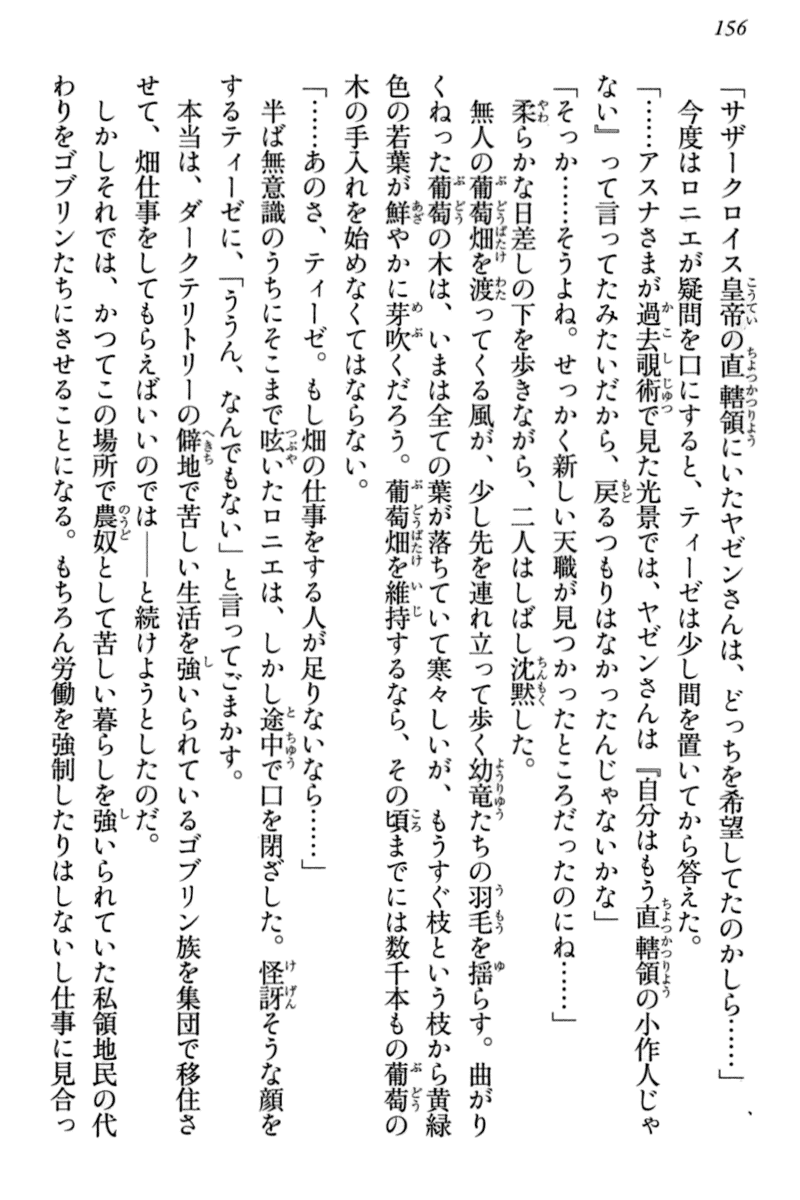 156
「サザークロイス皇帝の直轄領にいたヤゼンさんは、どっちを希望してたのかしら……」
今度はロニエが疑問を口にすると、ティーゼは少し間を置いてから答えた。
「……アスナさまが過去覗術で見た光景では、ヤゼンさんは『自分はもう直轄領の小作人じゃ
ない』って言ってたみたいだから、戻るつもりはなかったんじゃないかな」
「そっか……そうよね。せっかく新しい天職が見つかったところだったのにね……」
柔らかな日差しの下を歩きながら、二人はしばし沈黙した。
無人の葡萄畑を渡ってくる風が、少し先を連れ立って歩く幼竜たちの羽毛を揺らす。曲がり
くねった葡萄の木は、いまは全ての葉が落ちていて寒々しいが、もうすぐ枝という枝から黄緑
色の若葉が鮮やかに芽吹くだろう。葡萄畑を維持するなら、その頃までには数千本もの葡萄の
木の手入れを始めなくてはならない。
「……あのさ、ティーゼ。もし畑の仕事をする人が足りないなら……」
半ば無意識のうちにそこまで呟いたロニエは、しかし途中で口を閉ざした。怪訝そうな顔を
するティーゼに、「ううん、なんでもない」と言ってごまかす。
本当は、ダークテリトリーの僻地で苦しい生活を強いられているゴブリン族を集団で移住さ
せて、畑仕事をしてもらえばいいのでは――と続けようとしたのだ。
しかしそれでは、かつてこの場所で農奴として苦しい暮らしを強いられていた私領地民の代
わりをゴブリンたちにさせることになる。もちろん労働を強制したりはしないし仕事に見合っ